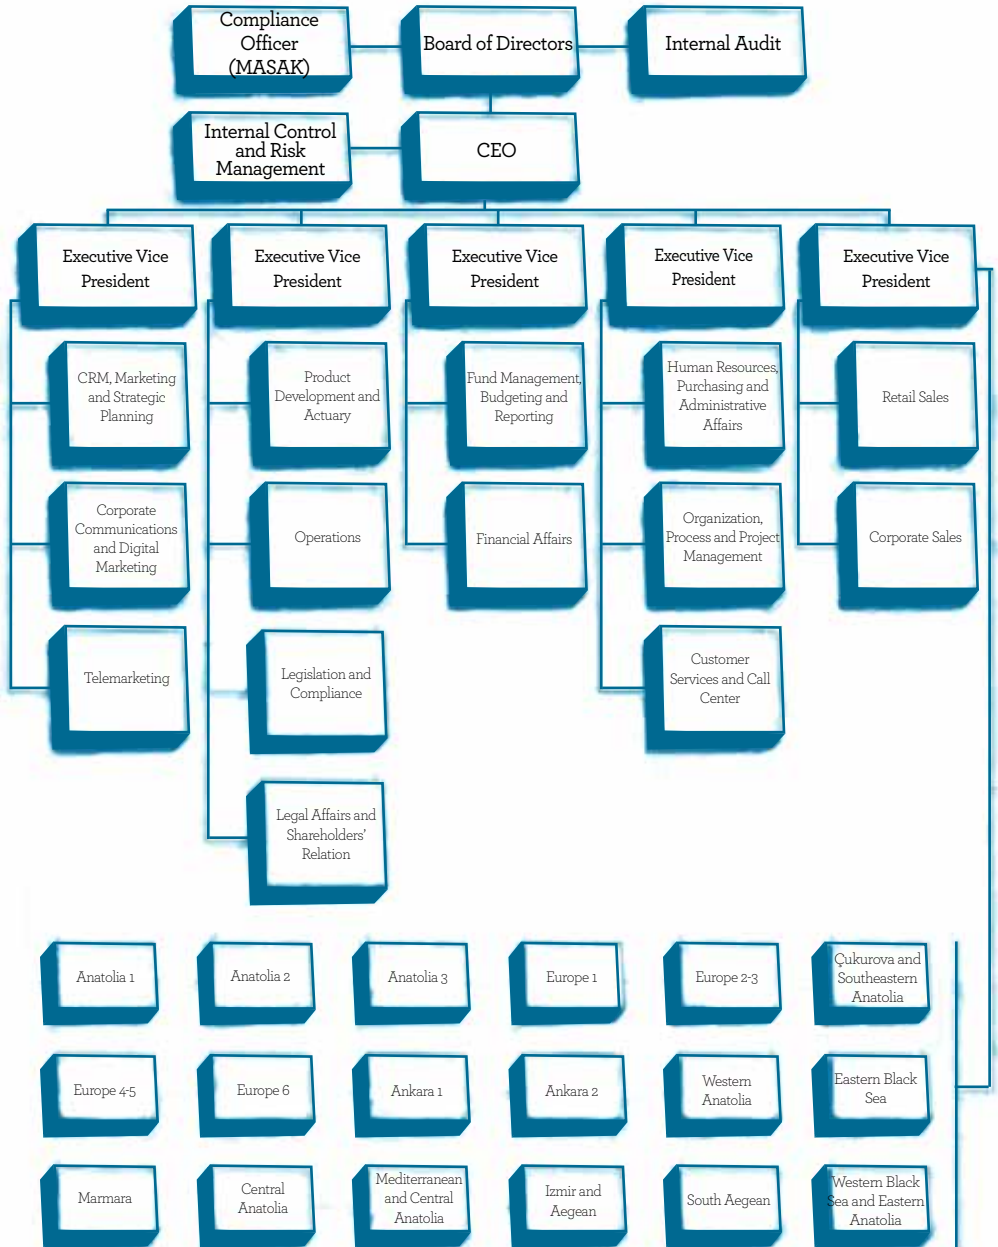 Compliance
Officer
(MASAK)
Board of Directors
Internal Audit
Internal Control
and Risk
Management
CEO
Executive Vice
President
Executive Vice
President
Executive Vice
President
Executive Vice
President
Executive Vice
President
CRM, Marketing
and Strategic
Planning
Product
Development and
Actuary
Fund Management,
Budgeting and
Reporting
Human Resources,
Purchasing and
Administrative
Affairs
Retail Sales
Corporate
Communications
and Digital
Marketing
Operations
Financial Affairs
Organization,
Process and Project
Management
Corporate Sales
Telemarketing
Legislation and
Compliance
Customer
Services and Call
Center
Legal Affairs and
Shareholders'
Relation
Anatolia 1
Anatolia 2
Anatolia 3
Europe 1
Europe 2-3
Çukurova and
Southeastern
Anatolia
Europe 4-5
Europe 6
Ankara 1
Ankara 2
Western
Anatolia
Eastern Black
Sea
Marmara
Central
Anatolia
Mediterranean
and Central
Anatolia
Izmir and
Aegean
South Aegean
Western Black
Sea and Eastern
Anatolia